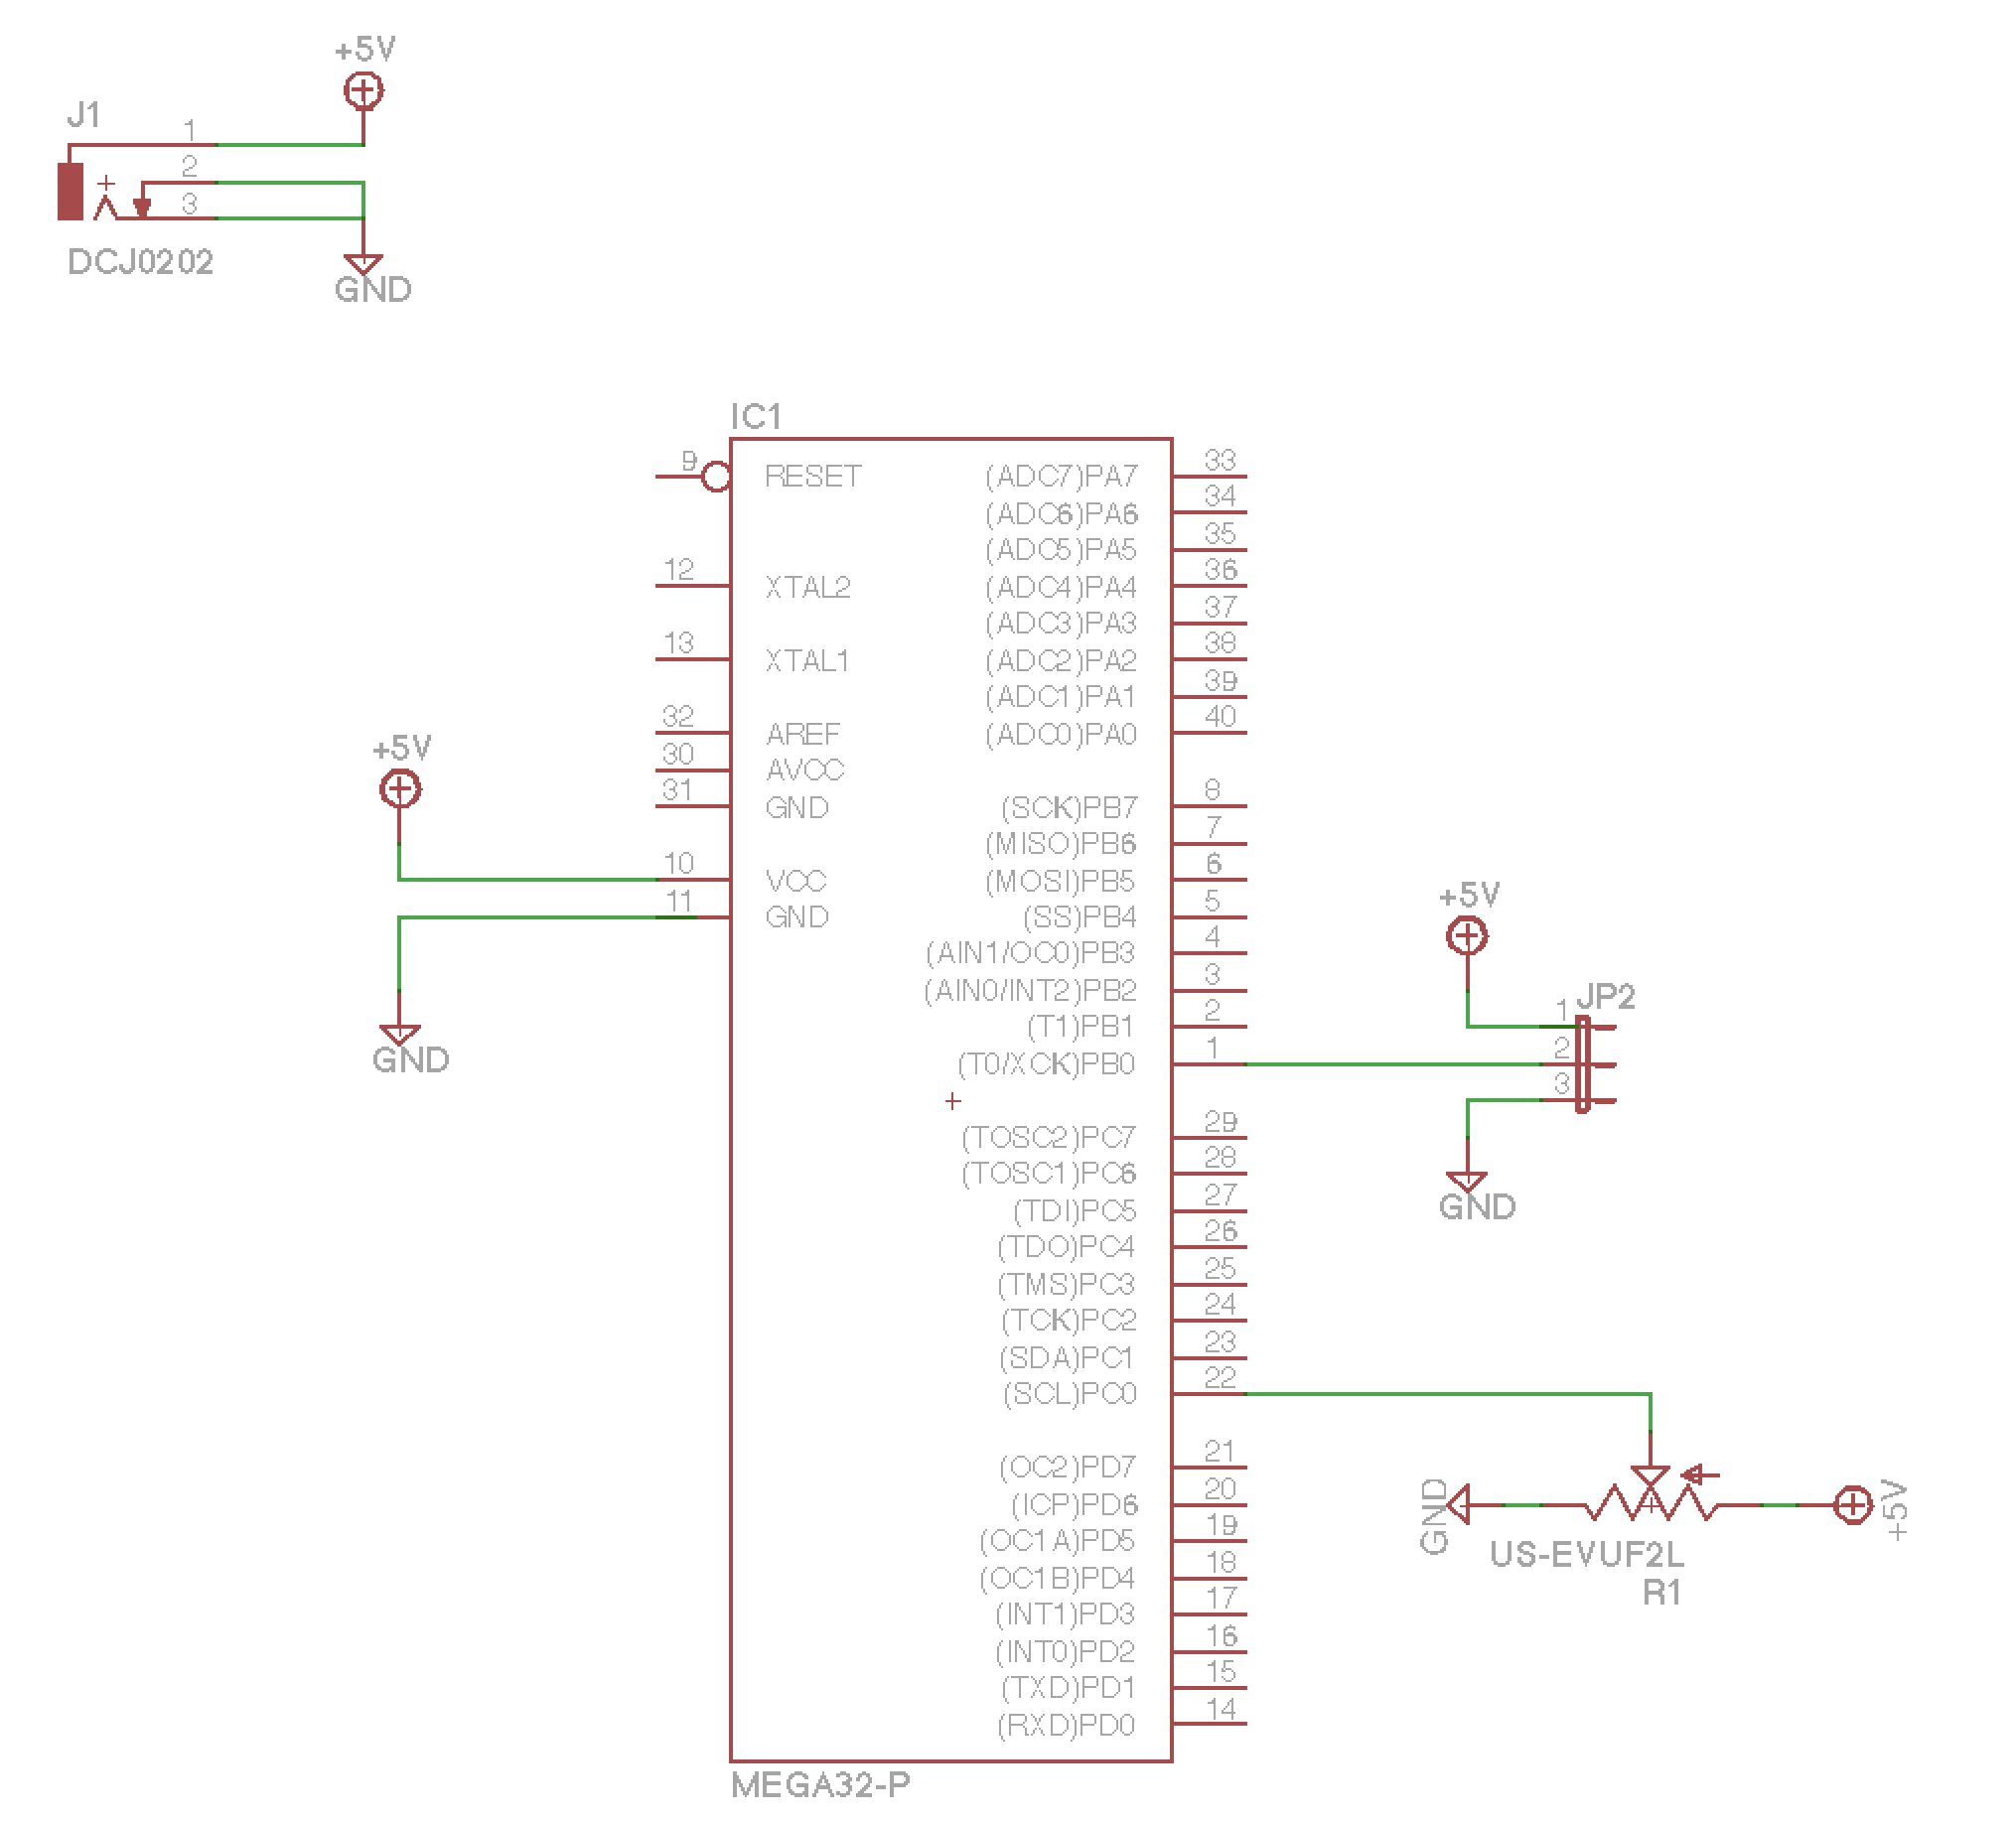 +5V
J1
1
2
3
DCJ0202
GND
IC1
9 RESET (ADC7)PA7 33
(ADC6)PA6 34
(ADC5)PA5 35
12 XTAL2 (ADC4)PA4 36
(ADC3)PA3 37
13 XTAL1 (ADC2)PA2 38
(ADC1)PA1 39
32 AREF (ADC0)PA0 40
+5V
30 AVCC
31 GND (SCK)PB7 8
(MISO)PB6 7
10 VCC (MOSI)PB5 6
11 GND (SS)PB4 5
+5V
(AIN1/OC0)PB3 4
(AIN0/INT2)PB2 3
JP2
(T1)PB1 2 1
GND
(T0/XCK)PB0 1 2
3
(TOSC2)PC7 29
(TOSC1)PC6 28
GND
(TDI)PC5 27
(TDO)PC4 26
(TMS)PC3 25
(TCK)PC2 24
(SDA)PC1 23
(SCL)PC0 22
(OC2)PD7 21
(ICP)PD6 20
GND
+5V
(OC1A)PD5 19
US-EVUF2L
(OC1B)PD4 18
R1
(INT1)PD3 17
(INT0)PD2 16
(TXD)PD1 15
(RXD)PD0 14
MEGA32-P